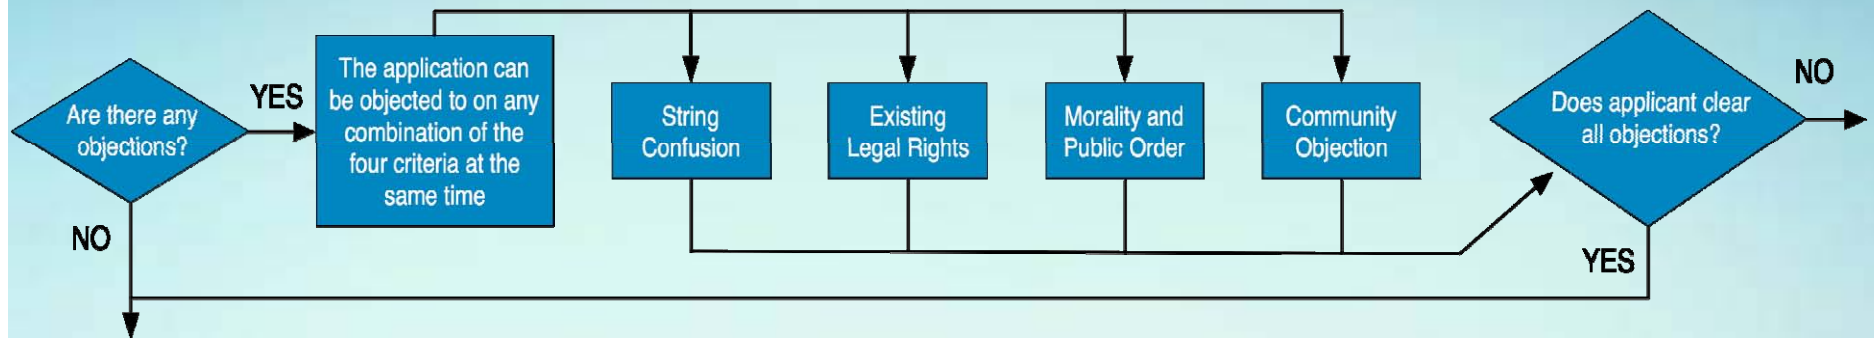 Are there any
objections?
YES
NO
The application can
be objected to on any
combination of the
four criteria at the
same time
String
Confusion
Existing
Legal Rights
Morality and
Public Order
Community
Objection
Does applicant clear
all objections?
NO
YES